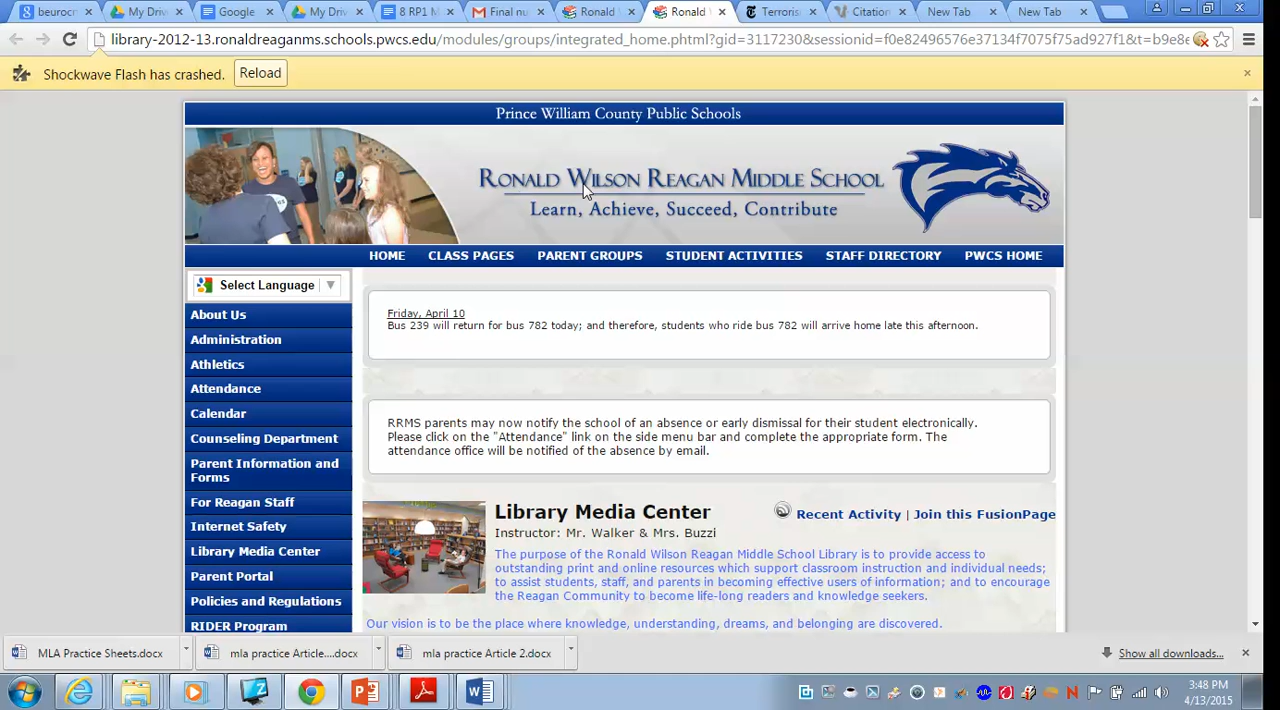 beurocr
My Driv
Google
My Driv
8 RP1 M
Final nu
Ronald
Ronald
Terroris
Citation
New Tab
New Tab
library-2012-13.ronaldreaganms.schools.pwcs.edu/modules/groups/integrated_home.phtml?gid=3117230&sessionid=f0e82496576e37134f7075f75ad927f1&t=b9e8e
Shockwave Flash has crashed. Reload
Prince William County Public Schools
Ronald Wilson Reagan Middle School
Learn, Achieve, Succeed, Contribute
HOME CLASS PAGES PARENT GROUPS STUDENT ACTIVITIES STAFF DIRECTORY PWCS HOME
Select Language
About Us
Administration
Athletics
Attendance
Calendar
Counseling Department
Parent Information and
Forms
For Reagan Staff
Internet Safety
Library Media Center
Parent Portal
Policies and Regulations
RIDER Program
Friday, April 10
Bus 239 will return for bus 782 today; and therefore, students who ride bus 782 will arrive home late this afternoon.
RRMS parents may now notify the school of an absence or early dismissal for their student electronically.
Please click on the "Attendance" link on the side menu bar and complete the appropriate form. The
attendance office will be notified of the absence by email.
Library Media Center
Recent Activity | Join this FusionPage
Instructor: Mr. Walker & Mrs. Buzzi
The purpose of the Ronald Wilson Reagan Middle School Library is to provide access to
outstanding print and online resources which support classroom instruction and individual needs;
to assist students, staff, and parents in becoming effective users of information; and to encourage
the Reagan Community to become life-long readers and knowledge seekers.
Our vision is to be the place where knowledge, understanding, dreams, and belonging are discovered.
MLA Practice Sheets.docx
mla practice Article....docx
mla practice Article 2.docx
Show all downloads...
3:48 PM
4/13/2015